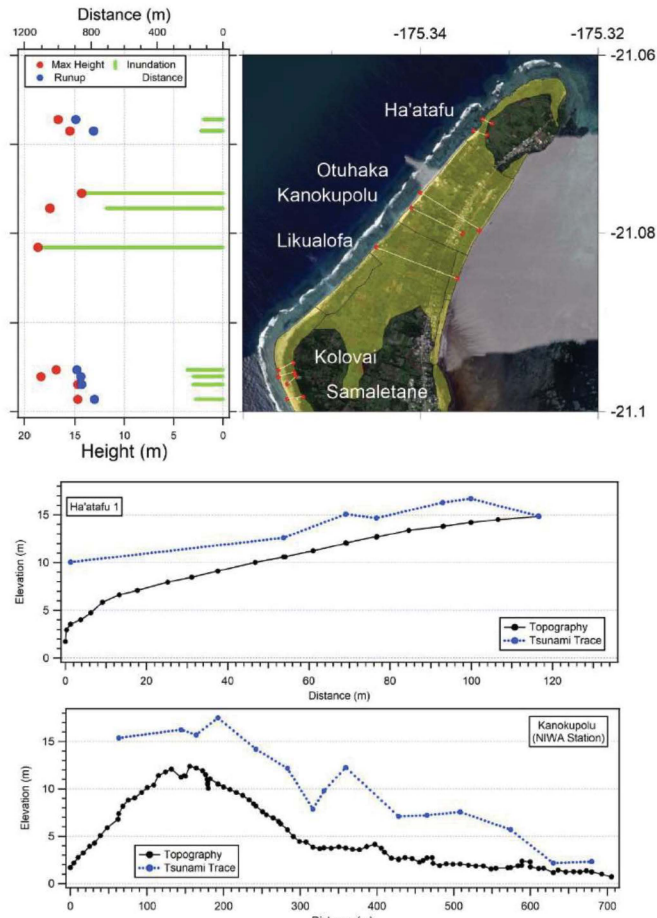 Distance (m)
1000 800 600 400 200 0
-175.34 -175.32
Max Height Inundation
Runup Distance
-21.06
Ha'atafu
Otuhaka
Kanokupolu
-21.08
Likualofa
Kolovai
Samaletane
-21.1
20 15 10 5 0
Height (m)
Ha'atafu 1
15
10
5
0
Elevation (m)
Topography
Tsunami Trace
0 20 40 60 80 100 120
Distance (m)
Kanokupolu
(NIWA Station)
15
10
5
0
Elevation (m)
Topography
Tsunami Trace
0 100 200 300 400 500 600 700